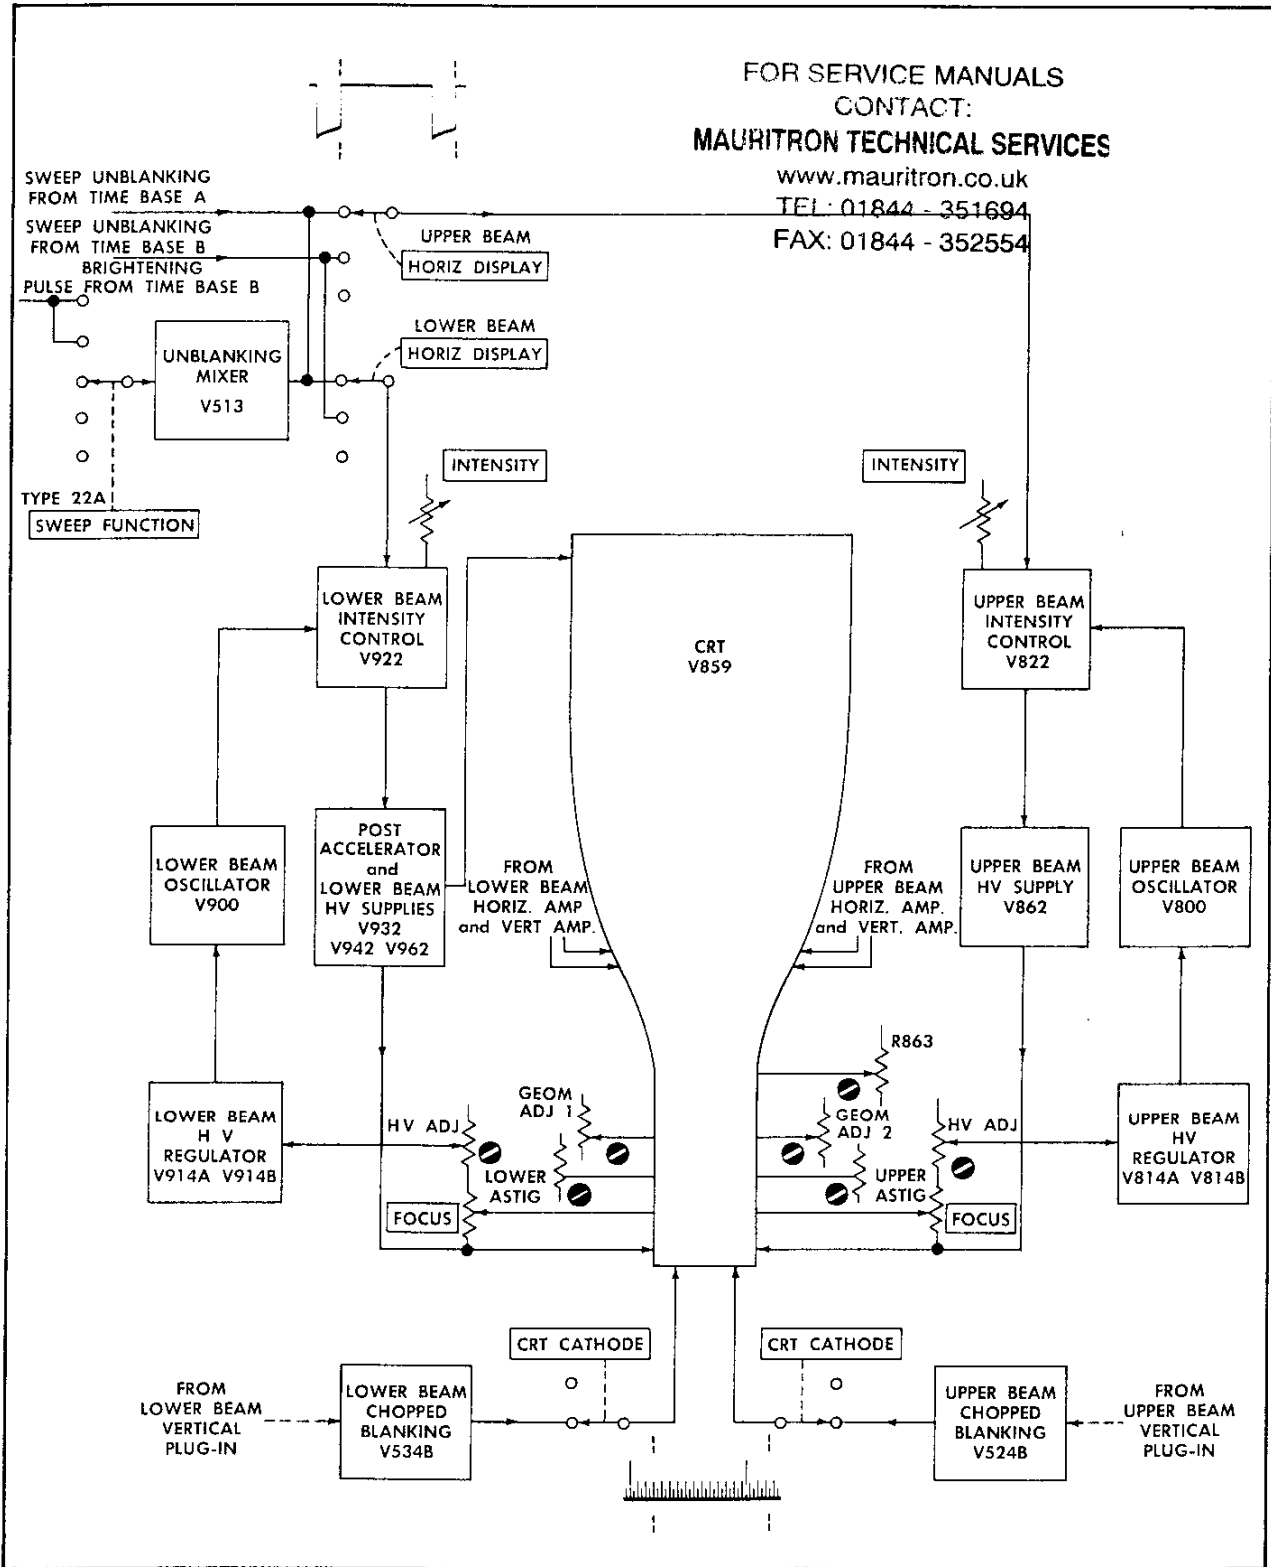 FOR SERVICE MANUALS
CONTACT:
MAURITRON TECHNICAL SERVICES
www.mauritron.co.uk
TEL: 01844 - 351694
FAX: 01844 - 352554
SWEEP UNBLANKING
FROM TIME BASE A
SWEEP UNBLANKING
FROM TIME BASE B
BRIGHTENING
PULSE FROM TIME BASE B
UPPER BEAM
HORIZ DISPLAY
LOWER BEAM
HORIZ DISPLAY
UNBLANKING
MIXER
V513
TYPE 22A
SWEEP FUNCTION
INTENSITY
INTENSITY
LOWER BEAM
INTENSITY
CONTROL
V922
CRT
V859
UPPER BEAM
INTENSITY
CONTROL
V822
LOWER BEAM
OSCILLATOR
V900
POST
ACCELERATOR
and
LOWER BEAM
HV SUPPLIES
V932
V942 V962
FROM
LOWER BEAM
HORIZ. AMP
and VERT AMP.
FROM
UPPER BEAM
HORIZ. AMP.
and VERT. AMP.
UPPER BEAM
HV SUPPLY
V862
UPPER BEAM
OSCILLATOR
V800
R863
LOWER BEAM
H V
REGULATOR
V914A V914B
HV ADJ
GEOM
ADJ 1
LOWER
ASTIG
FOCUS
GEOM
ADJ 2
UPPER
ASTIG
HV ADJ
FOCUS
UPPER BEAM
HV
REGULATOR
V814A V814B
CRT CATHODE
CRT CATHODE
FROM
LOWER BEAM
VERTICAL
PLUG-IN
LOWER BEAM
CHOPPED
BLANKING
V534B
UPPER BEAM
CHOPPED
BLANKING
V524B
FROM
UPPER BEAM
VERTICAL
PLUG-IN